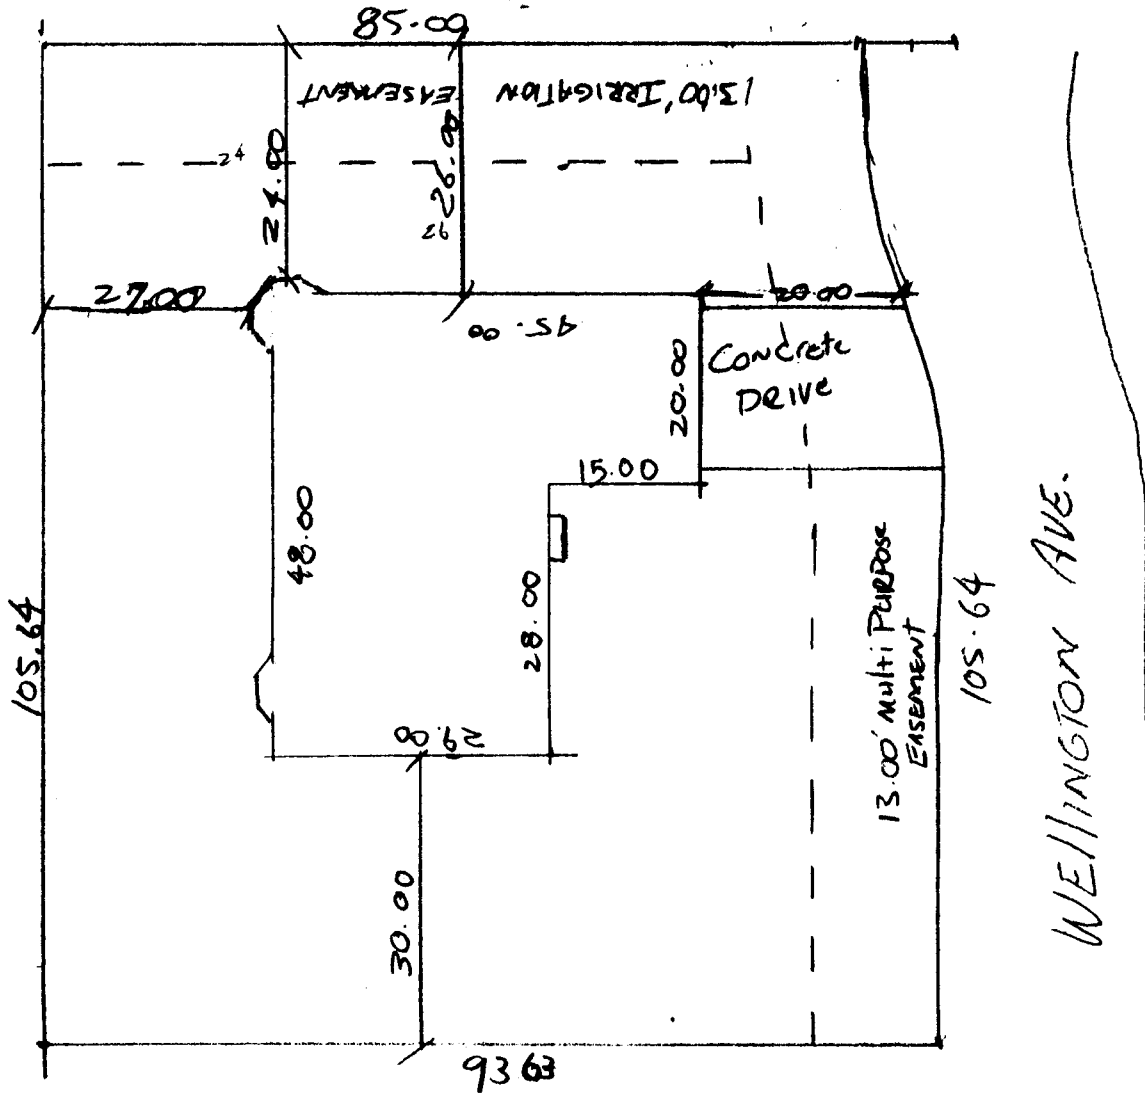 85.00
13.00' IRRIGATION
EASEMENT
24
24.00
26.00
26
27.00
20.00
45.00
Concrete
DRIVE
20.00
15.00
48.00
28.00
105.64
13.00' Multi PURPOSE
EASEMENT
105.64
WELLINGTON AVE.
29.00
30.00
93 63